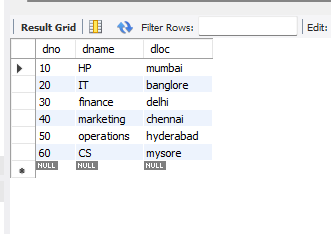 Result Grid Filter Rows: Edit:
dno dname dloc
10 HP mumbai
20 IT banglore
30 finance delhi
40 marketing chennai
50 operations hyderabad
60 CS mysore
NULL NULL NULL